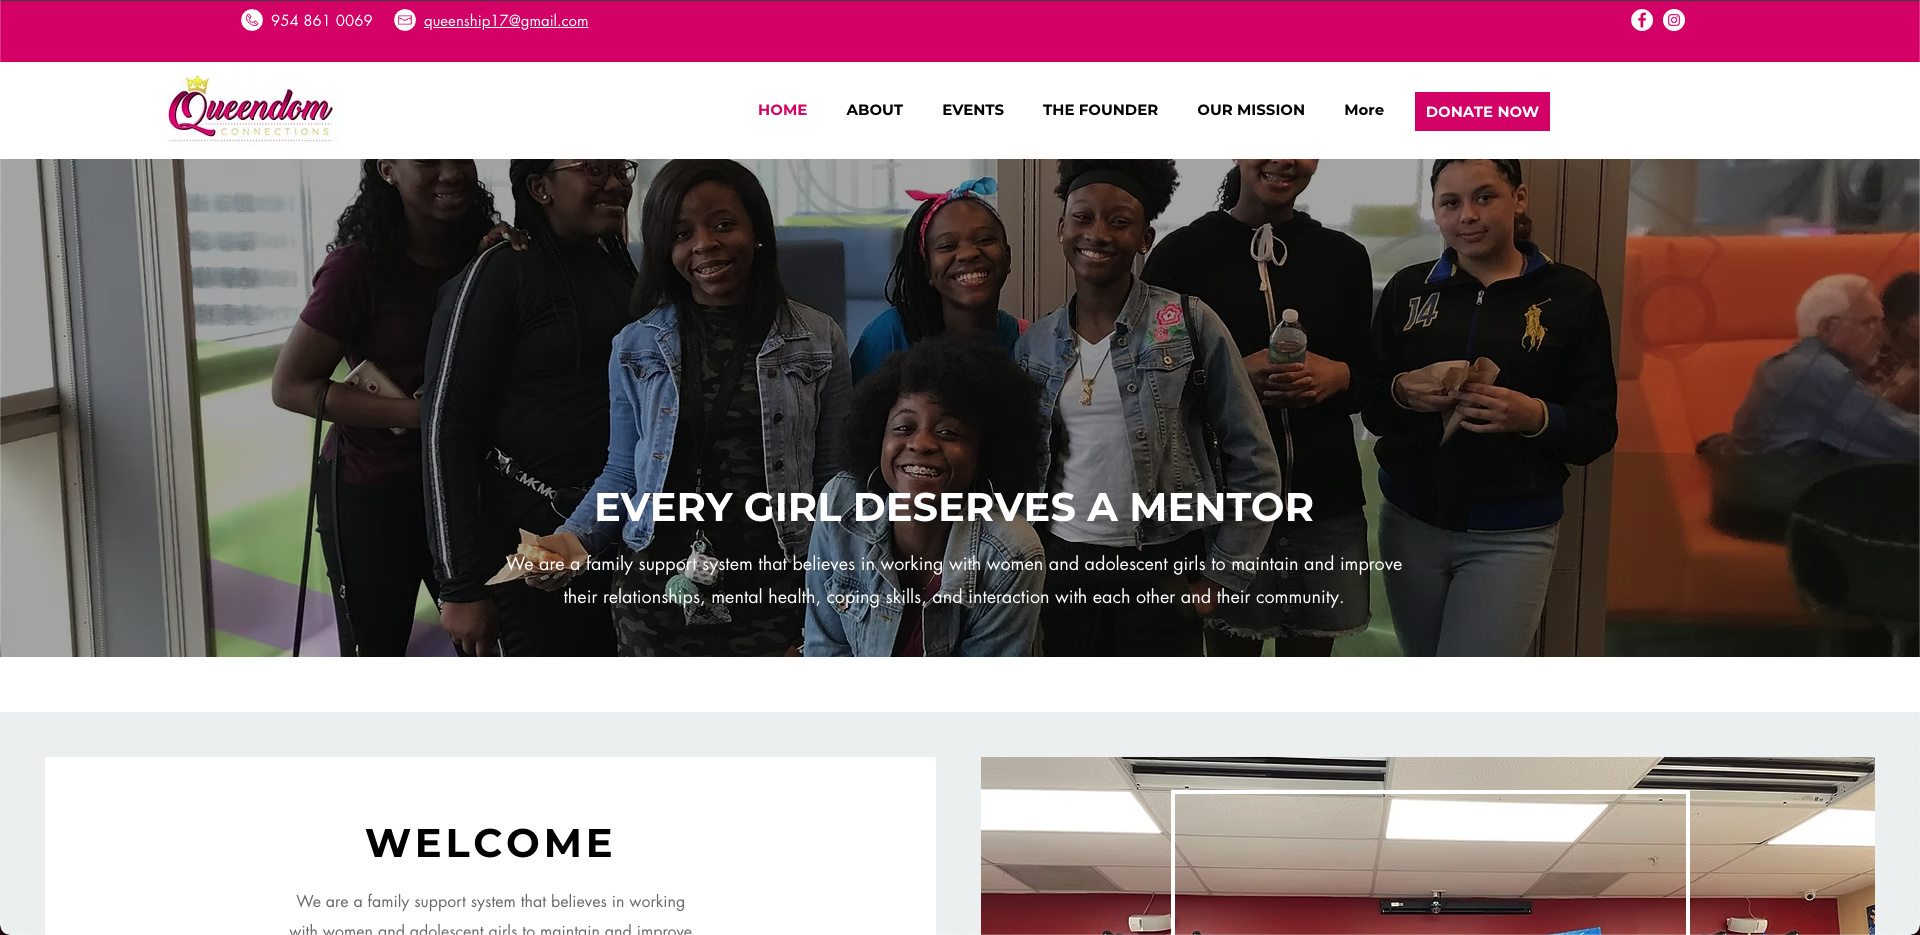 954 861 0069
queenship17@gmail.com
Queendom
CONNECTIONS
HOME
ABOUT
EVENTS
THE FOUNDER
OUR MISSION
More
DONATE NOW
14
EVERY GIRL DESERVES A MENTOR
We are a family support system that believes in working with women and adolescent girls to maintain and improve
their relationships, mental health, coping skills, and interaction with each other and their community.
WELCOME
We are a family support system that believes in working
with women and adolescent girls to maintain and improve